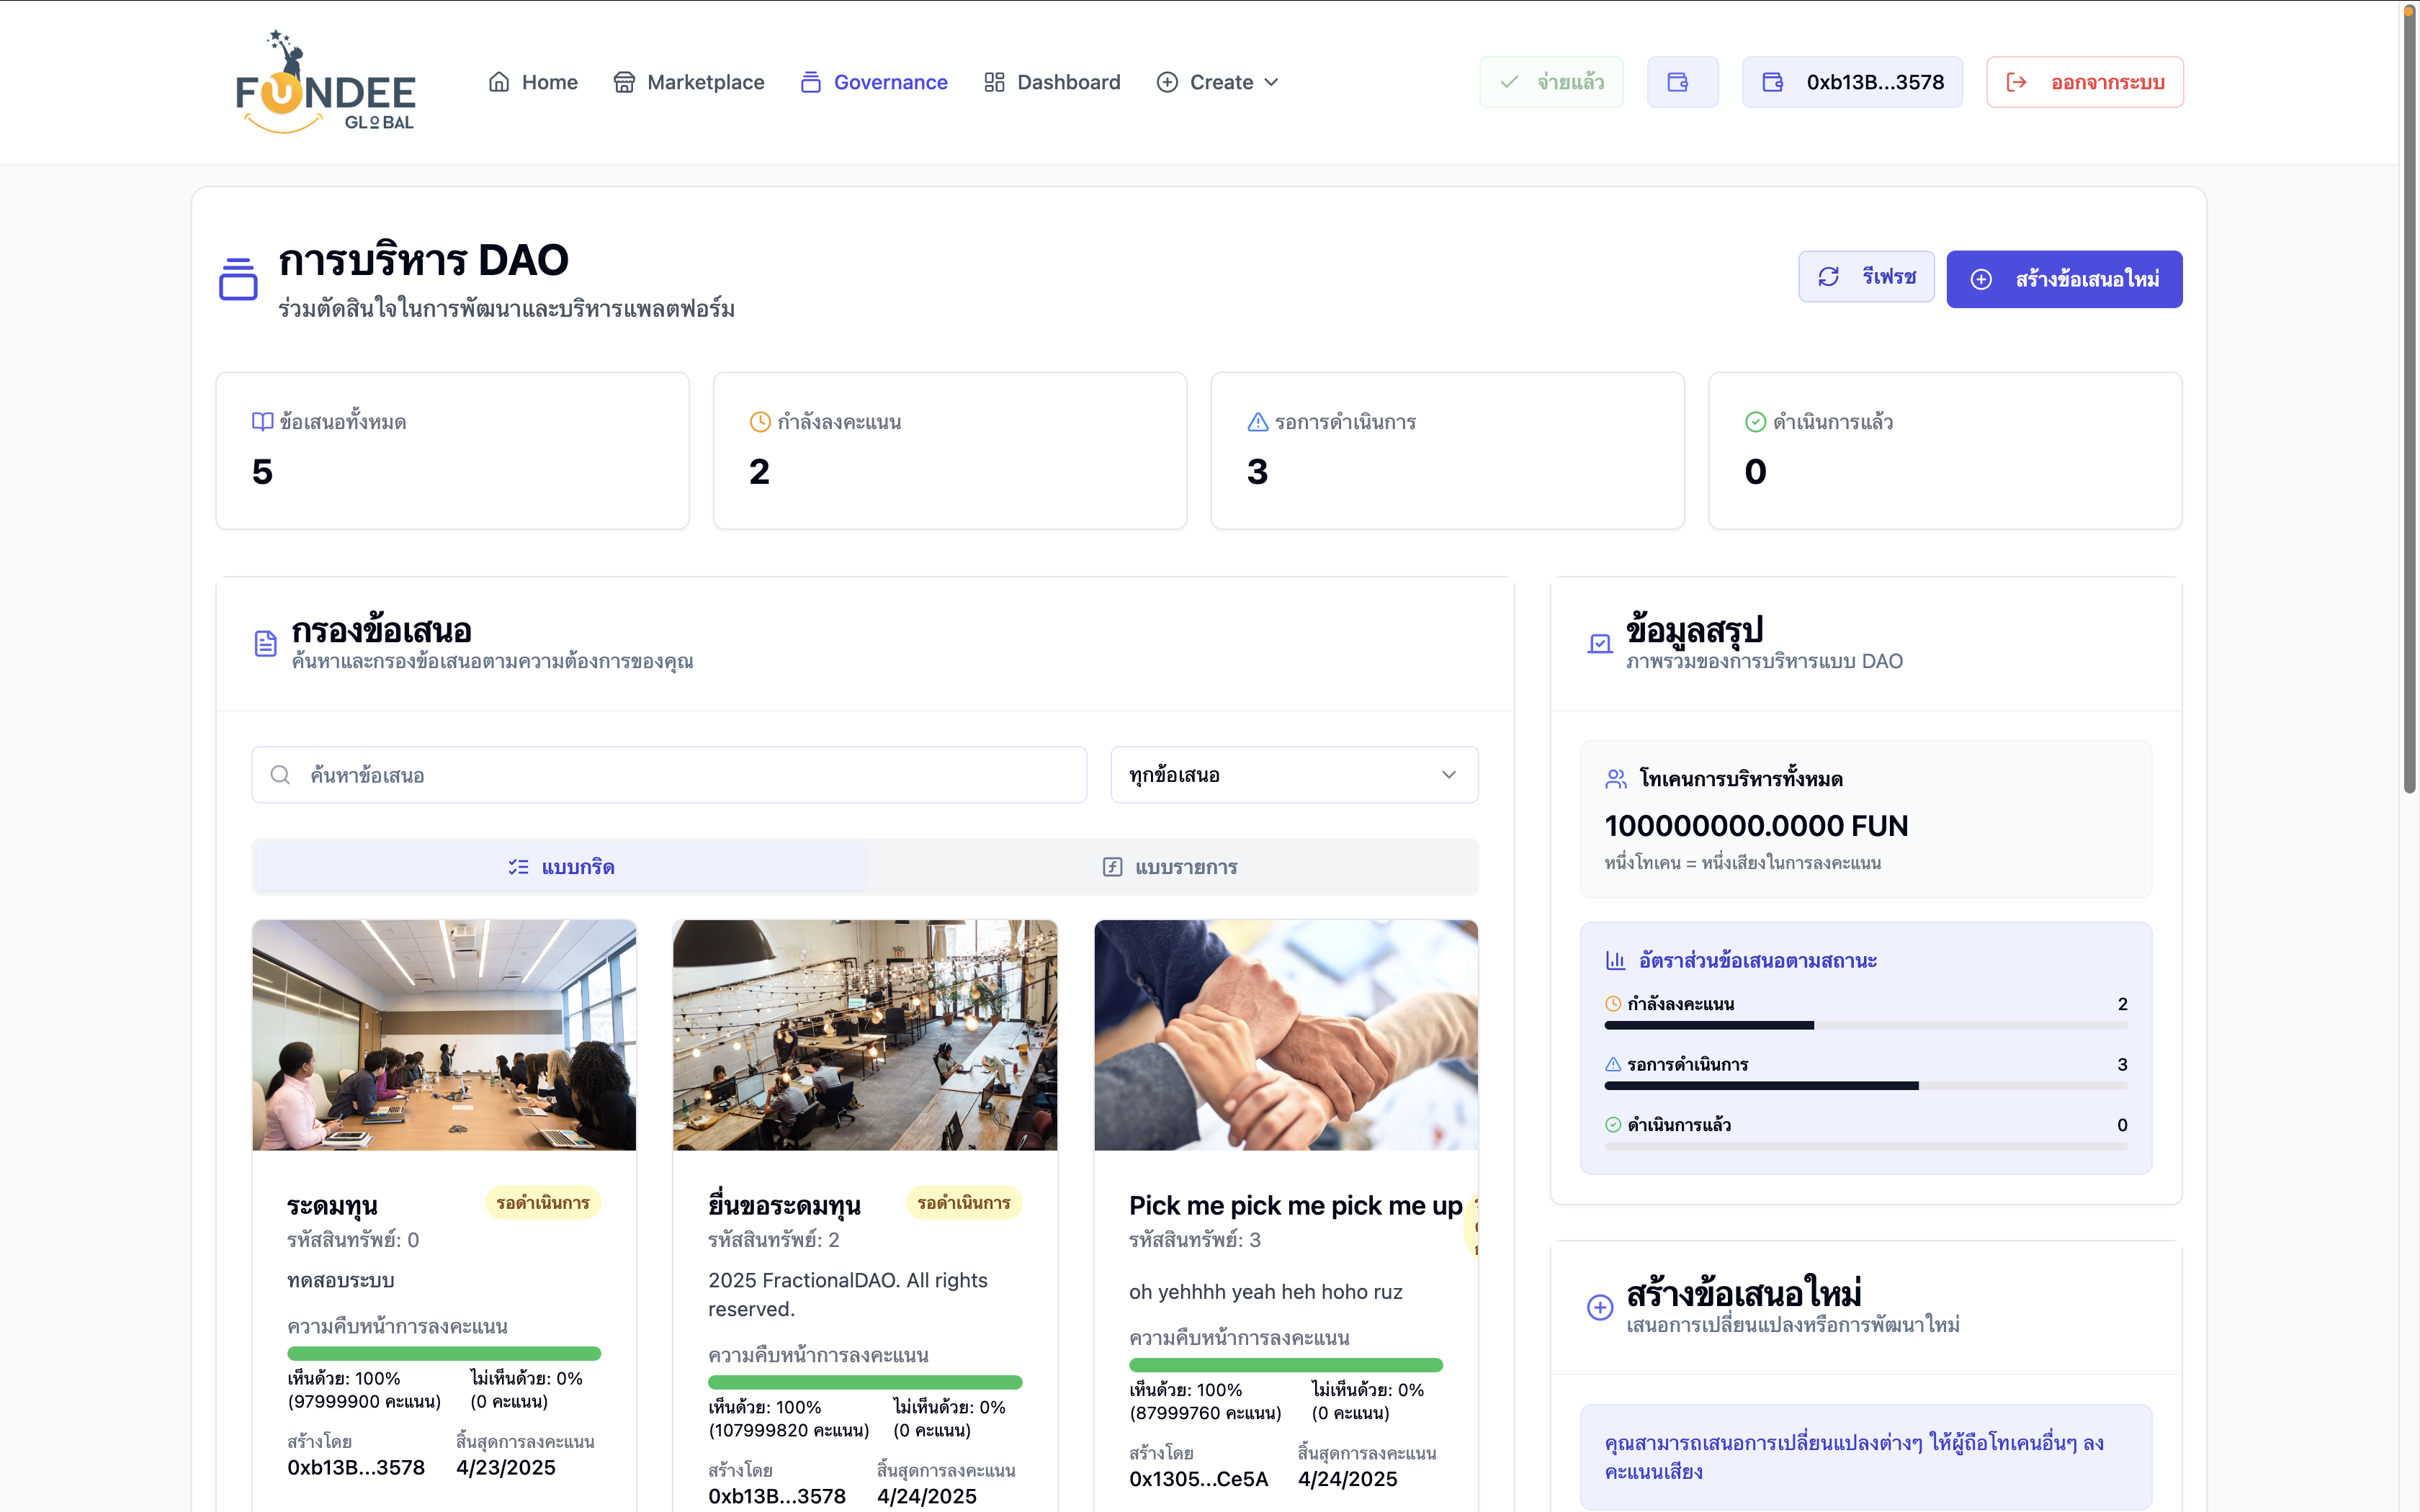 FUNDEE
GLOBAL
Home
Marketplace
Governance
Dashboard
Create
จ่ายแล้ว
0xb13B...3578
ออกจากระบบ
การบริหาร DAO
ร่วมตัดสินใจในการพัฒนาและบริหารแพลตฟอร์ม
รีเฟรช
สร้างข้อเสนอใหม่
ข้อเสนอทั้งหมด
5
กำลังลงคะแนน
2
รอการดำเนินการ
3
ดำเนินการแล้ว
0
กรองข้อเสนอ
ค้นหาและกรองข้อเสนอตามความต้องการของคุณ
ค้นหาข้อเสนอ
ทุกข้อเสนอ
แบบกริด
แบบรายการ
ระดมทุน
รอดำเนินการ
รหัสสินทรัพย์: 0
ทดสอบระบบ
ความคืบหน้าการลงคะแนน
เห็นด้วย: 100%
(97999900 คะแนน)
ไม่เห็นด้วย: 0%
(0 คะแนน)
สร้างโดย
0xb13B...3578
สิ้นสุดการลงคะแนน
4/23/2025
ยื่นขอระดมทุน
รอดำเนินการ
รหัสสินทรัพย์: 2
2025 FractionalDAO. All rights
reserved.
ความคืบหน้าการลงคะแนน
เห็นด้วย: 100%
(107999820 คะแนน)
ไม่เห็นด้วย: 0%
(0 คะแนน)
สร้างโดย
0xb13B...3578
สิ้นสุดการลงคะแนน
4/24/2025
Pick me pick me pick me up
รหัสสินทรัพย์: 3
oh yehhhh yeah heh hoho ruz
ความคืบหน้าการลงคะแนน
เห็นด้วย: 100%
(87999760 คะแนน)
ไม่เห็นด้วย: 0%
(0 คะแนน)
สร้างโดย
0x1305...Ce5A
สิ้นสุดการลงคะแนน
4/24/2025
ข้อมูลสรุป
ภาพรวมของการบริหารแบบ DAO
โทเคนการบริหารทั้งหมด
100000000.0000 FUN
หนึ่งโทเคน = หนึ่งเสียงในการลงคะแนน
อัตราส่วนข้อเสนอตามสถานะ
กำลังลงคะแนน
2
รอการดำเนินการ
3
ดำเนินการแล้ว
0
สร้างข้อเสนอใหม่
เสนอการเปลี่ยนแปลงหรือการพัฒนาใหม่
คุณสามารถเสนอการเปลี่ยนแปลงต่างๆ ให้ผู้ถือโทเคนอื่นๆ ลง
คะแนนเสียง